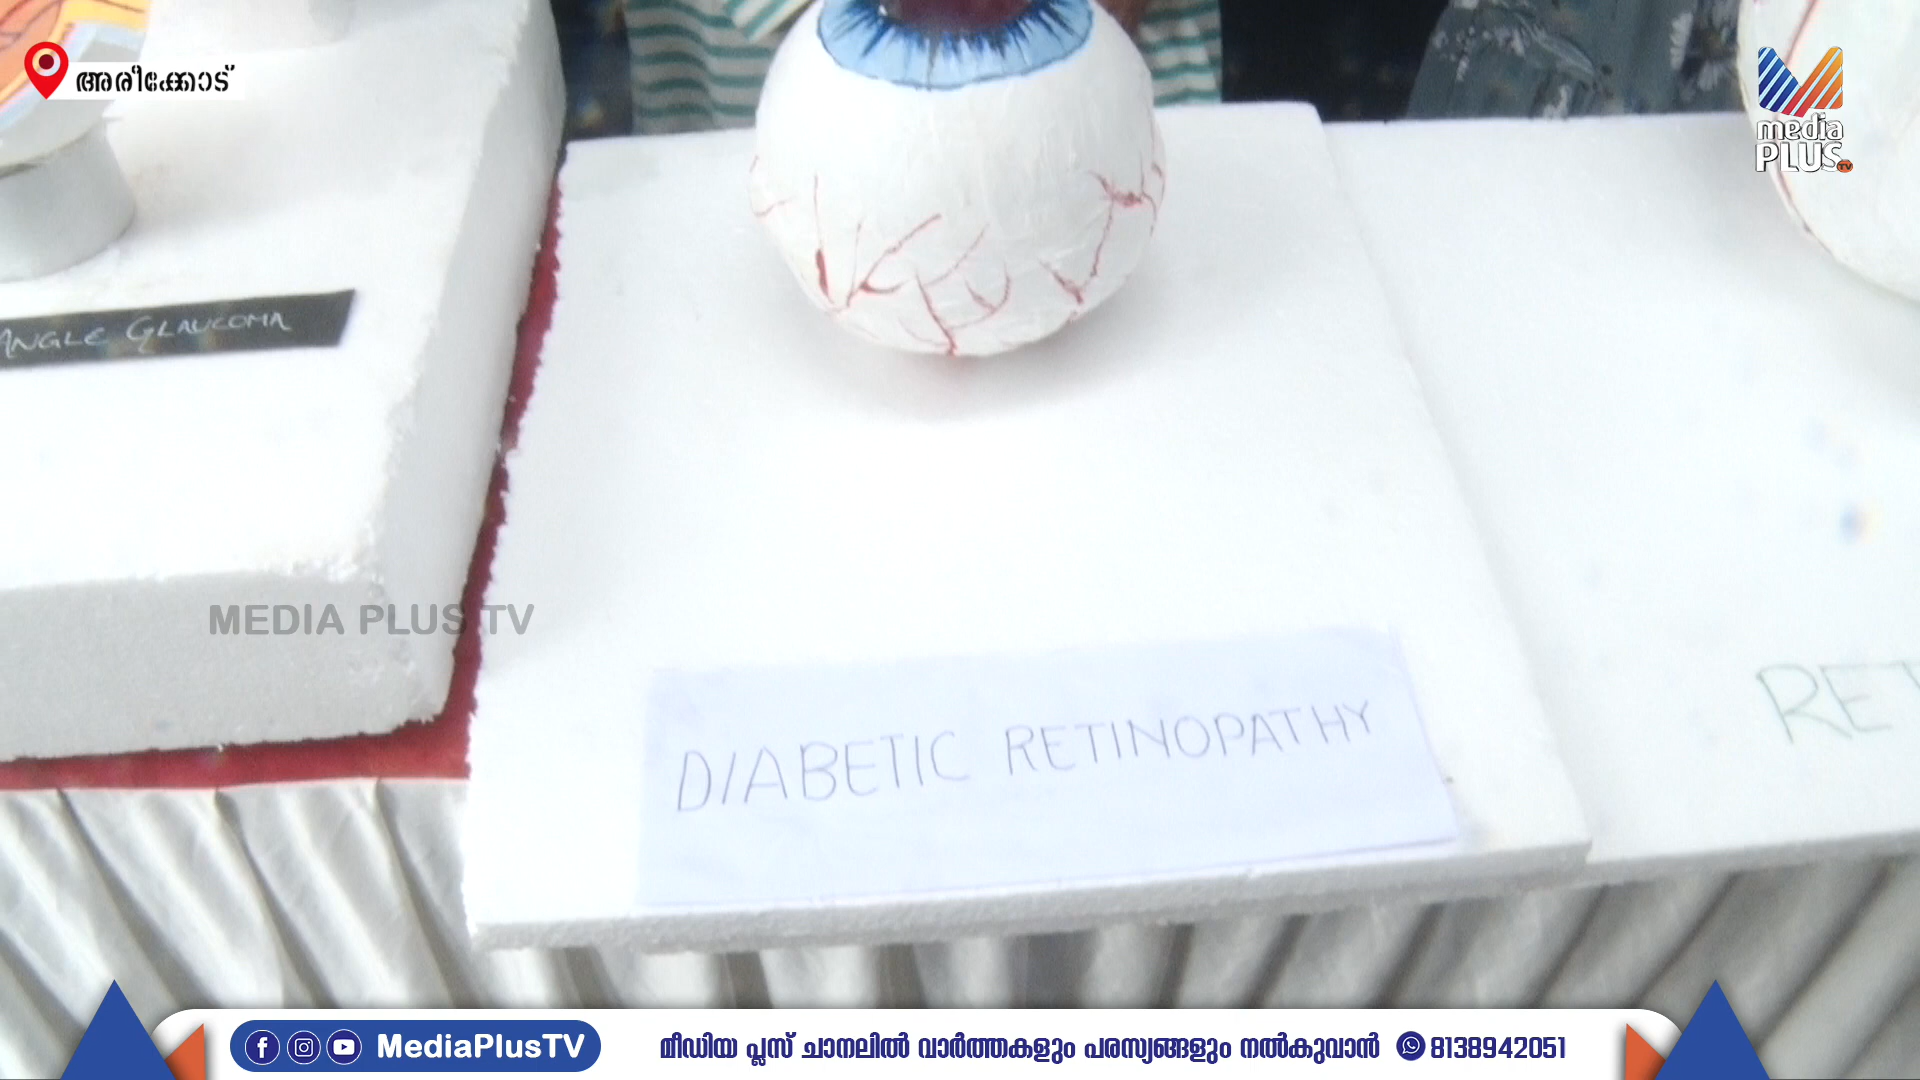 അരീക്കോട്
media
PLUS TV
ANGLE GLAUCOMA
MEDIA PLUS TV
DIABETIC RETINOPATHY
MediaPlusTV
മീഡിയ പ്ലസ് ചാനലിൽ വാർത്തകളും പരസ്യങ്ങളും നൽകുവാൻ 8138942051